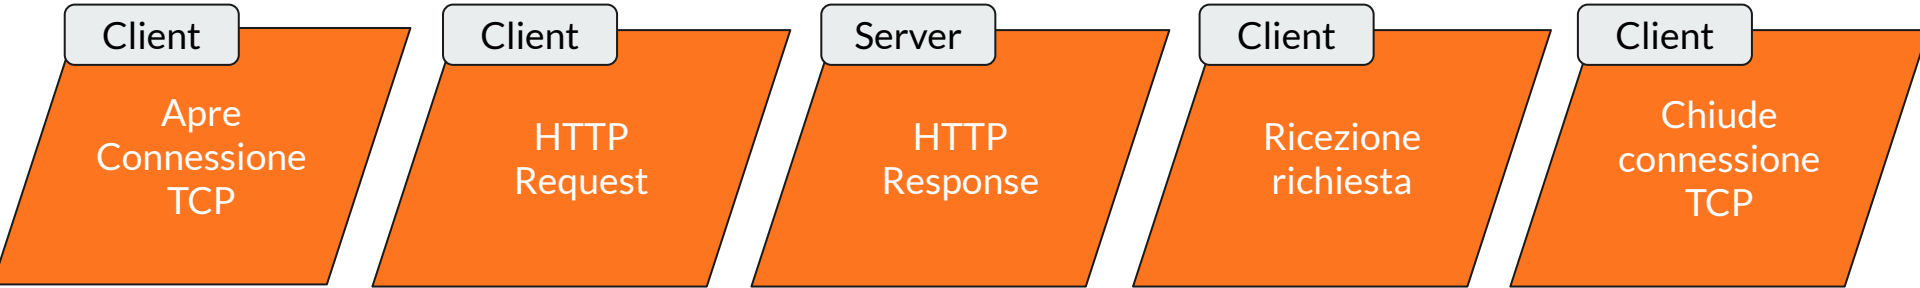 Client
Apre
Connessione
TCP
Client
HTTP
Request
Server
HTTP
Response
Client
Ricezione
richiesta
Client
Chiude
connessione
TCP